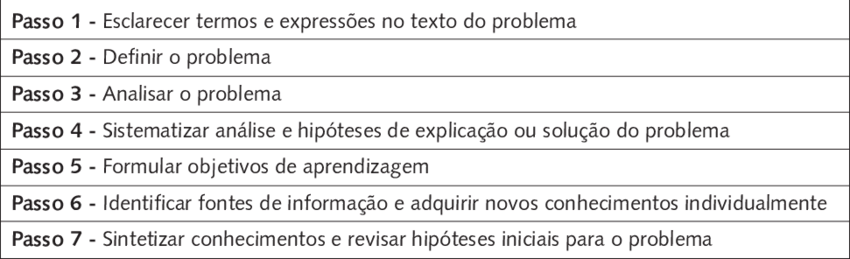 Passo 1 - Esclarecer termos e expressões no texto do problema
Passo 2 - Definir o problema
Passo 3 - Analisar o problema
Passo 4 - Sistematizar análise e hipóteses de explicação ou solução do problema
Passo 5 - Formular objetivos de aprendizagem
Passo 6 - Identificar fontes de informação e adquirir novos conhecimentos individualmente
Passo 7 - Sintetizar conhecimentos e revisar hipóteses iniciais para o problema